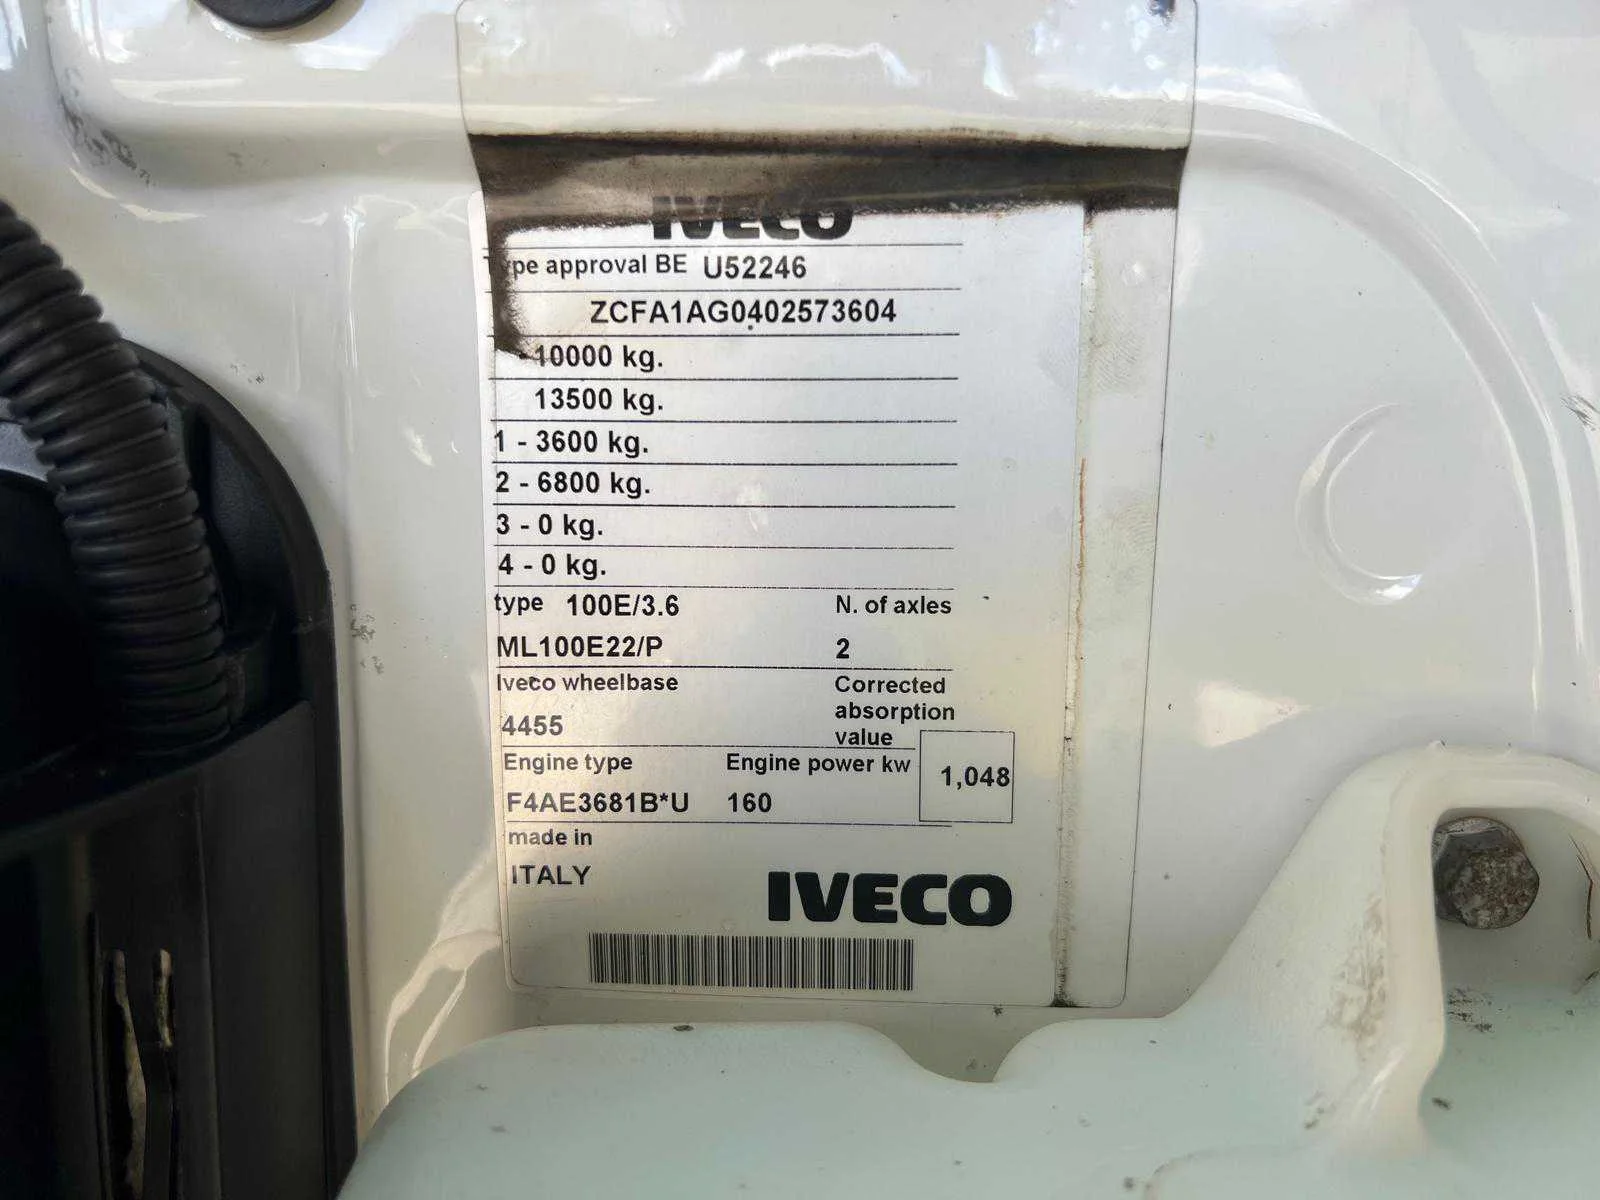 IVECO
Type approval BE U52246
ZCFA1AG0402573604
- 10000 kg.
13500 kg.
1 - 3600 kg.
2 - 6800 kg.
3 - 0 kg.
4 - 0 kg.
type 100E/3.6 N. of axles
ML100E22/P 2
Iveco wheelbase Corrected
absorption
4455 value
Engine type Engine power kw 1,048
F4AE3681B*U 160
made in
ITALY
IVECO